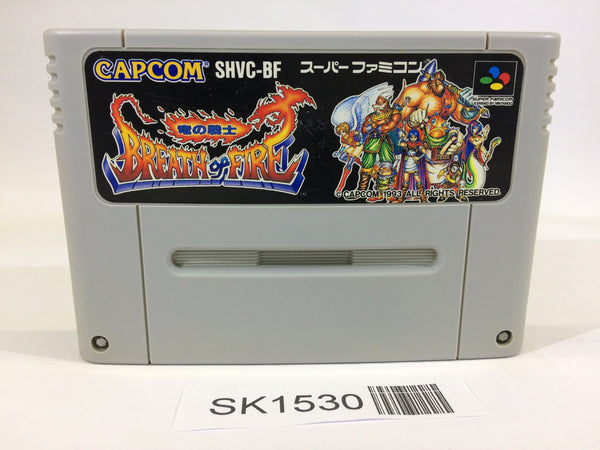 CAPCOM® SHVC-BF スーパーファミコン
SUPER FAMICOM
竜の戦士
BREATH of FIRE
© CAPCOM 1993 ALL RIGHTS RESERVED.
SK1530